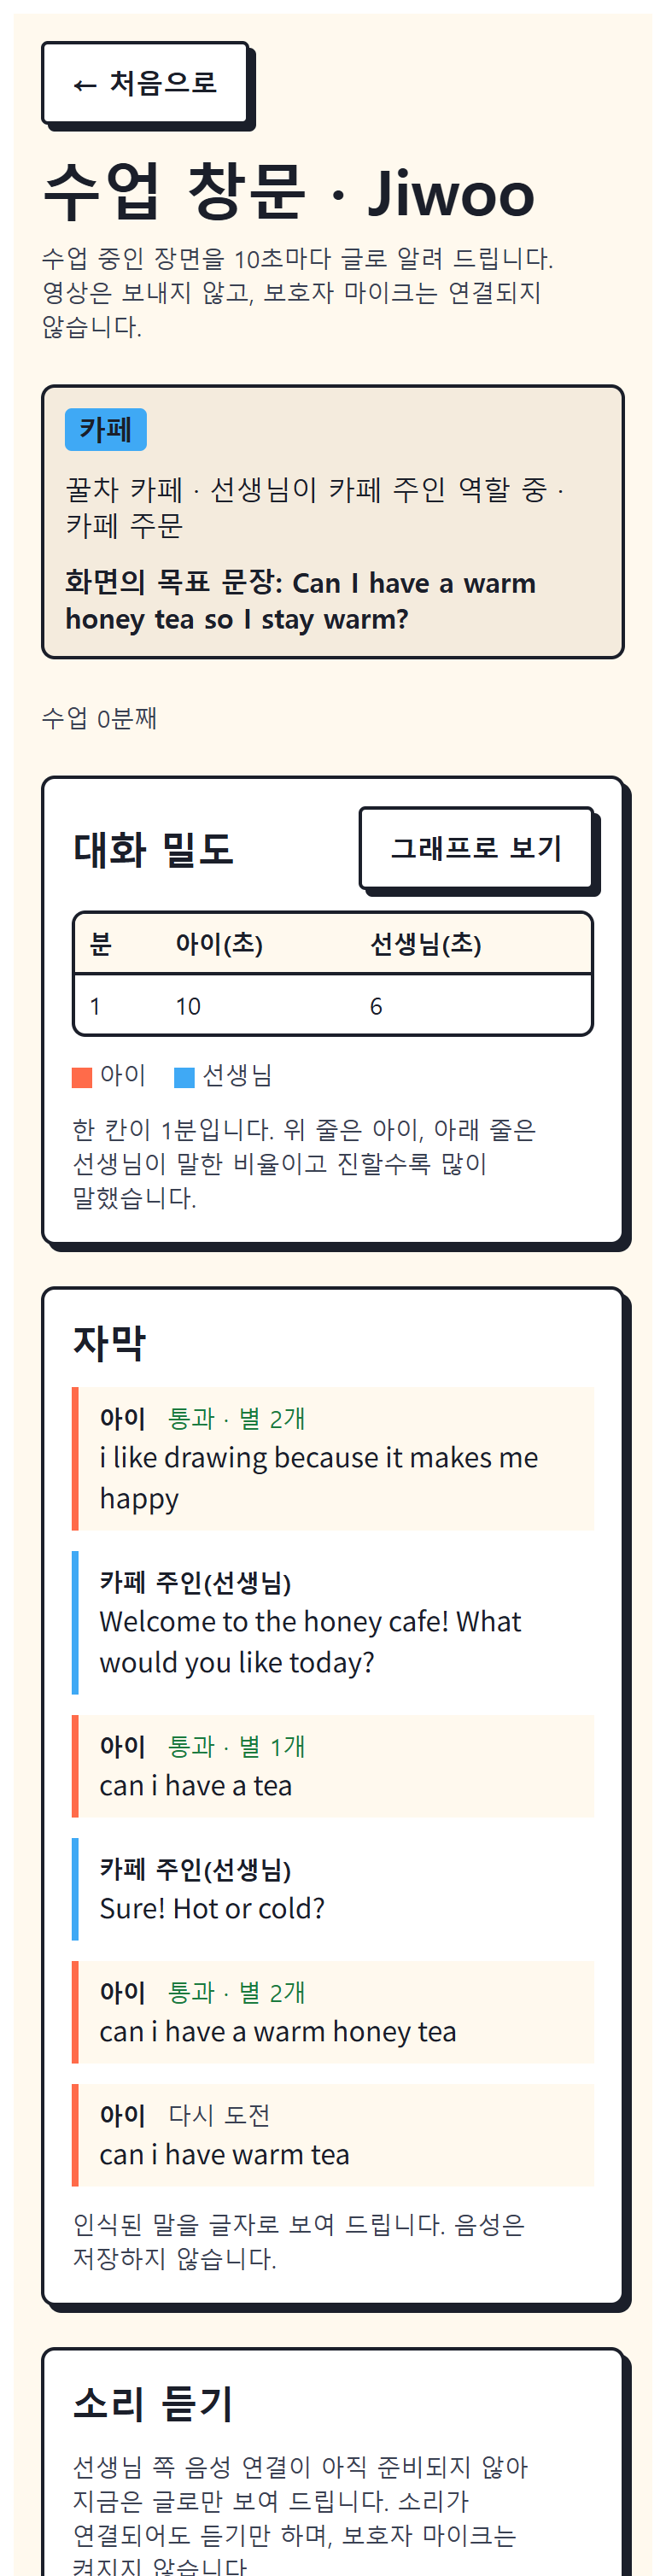 ← 처음으로
수업 창문 · Jiwoo
수업 중인 장면을 10초마다 글로 알려 드립니다.
영상은 보내지 않고, 보호자 마이크는 연결되지
않습니다.
카페
꿀차 카페 · 선생님이 카페 주인 역할 중 ·
카페 주문
화면의 목표 문장: Can I have a warm
honey tea so I stay warm?
수업 0분째
대화 밀도
그래프로 보기
분 아이(초) 선생님(초)
1 10 6
아이 선생님
한 칸이 1분입니다. 위 줄은 아이, 아래 줄은
선생님이 말한 비율이고 진할수록 많이
말했습니다.
자막
아이 통과 · 별 2개
i like drawing because it makes me
happy
카페 주인(선생님)
Welcome to the honey cafe! What
would you like today?
아이 통과 · 별 1개
can i have a tea
카페 주인(선생님)
Sure! Hot or cold?
아이 통과 · 별 2개
can i have a warm honey tea
아이 다시 도전
can i have warm tea
인식된 말을 글자로 보여 드립니다. 음성은
저장하지 않습니다.
소리 듣기
선생님 쪽 음성 연결이 아직 준비되지 않아
지금은 글로만 보여 드립니다. 소리가
연결되어도 듣기만 하며, 보호자 마이크는
켜지지 않습니다